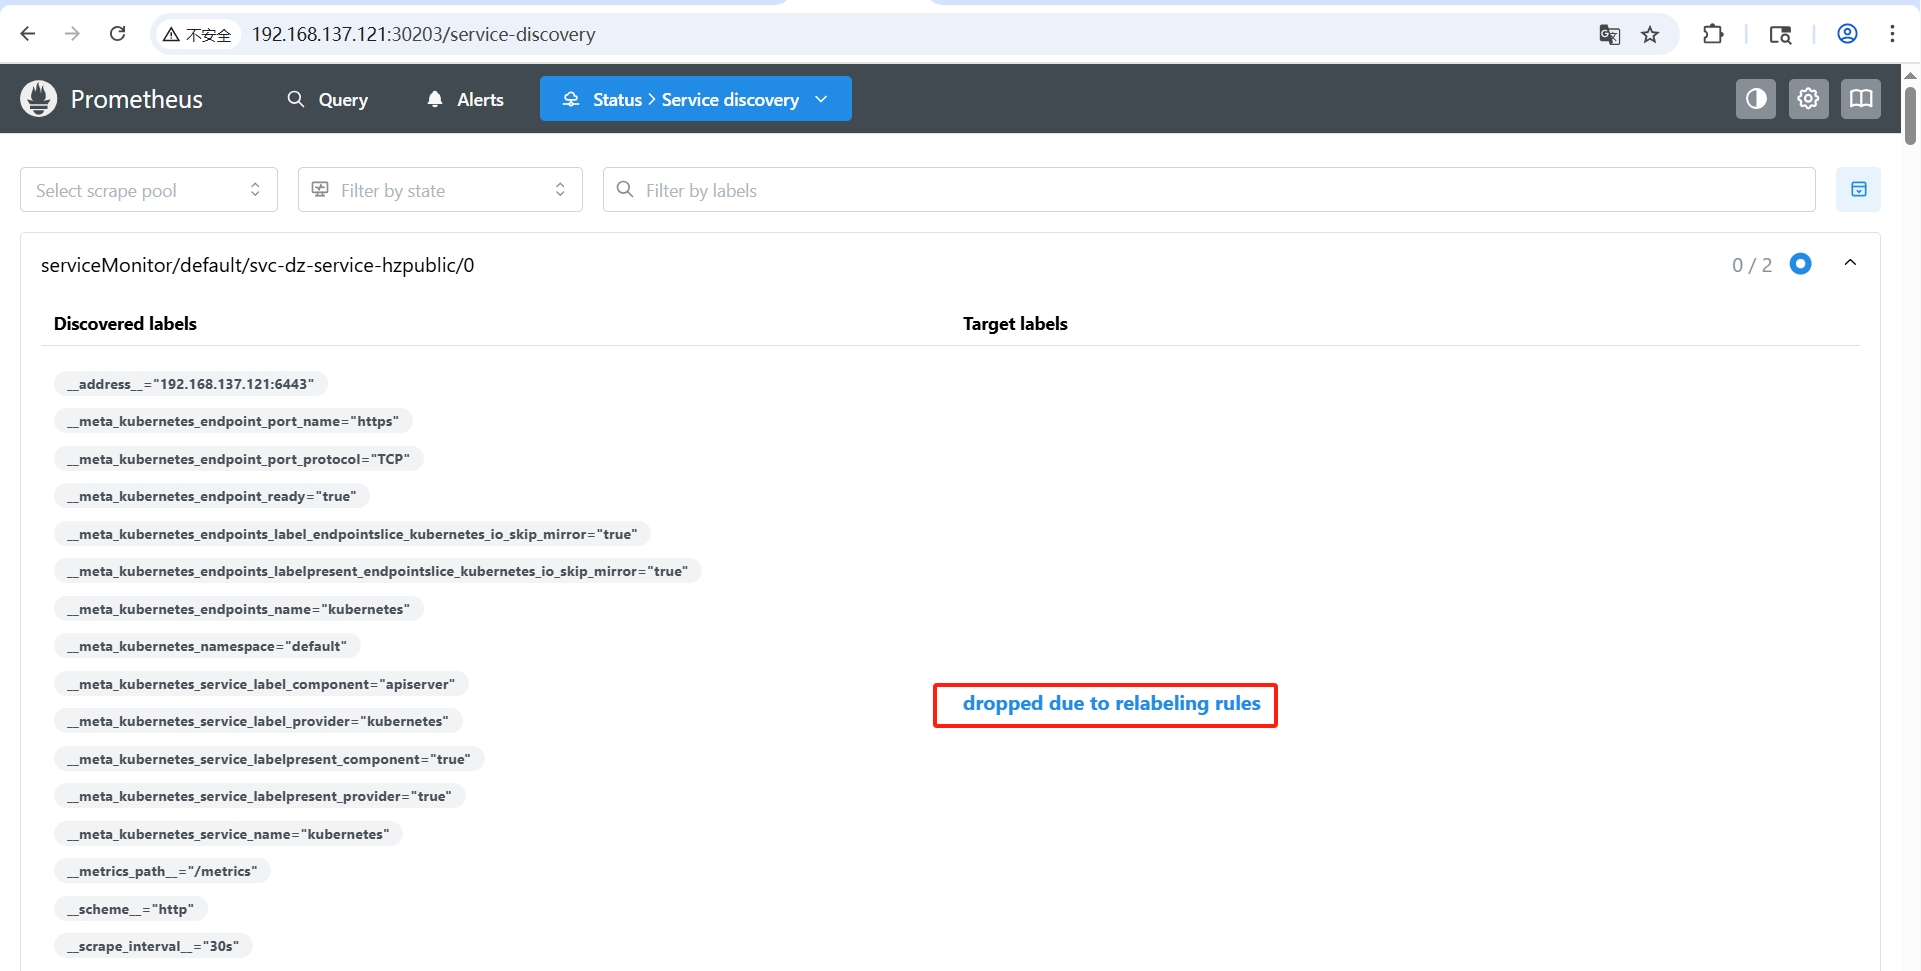 不安全 192.168.137.121:30203/service-discovery
Prometheus Query Alerts Status > Service discovery
Select scrape pool Filter by state Filter by labels
serviceMonitor/default/svc-dz-service-hzpublic/0 0 / 2
Discovered labels Target labels
__address__="192.168.137.121:6443"
__meta_kubernetes_endpoint_port_name="https"
__meta_kubernetes_endpoint_port_protocol="TCP"
__meta_kubernetes_endpoint_ready="true"
__meta_kubernetes_endpoints_label_endpointslice_kubernetes_io_skip_mirror="true"
__meta_kubernetes_endpoints_labelpresent_endpointslice_kubernetes_io_skip_mirror="true"
__meta_kubernetes_endpoints_name="kubernetes"
__meta_kubernetes_namespace="default"
__meta_kubernetes_service_label_component="apiserver"
dropped due to relabeling rules
__meta_kubernetes_service_label_provider="kubernetes"
__meta_kubernetes_service_labelpresent_component="true"
__meta_kubernetes_service_labelpresent_provider="true"
__meta_kubernetes_service_name="kubernetes"
__metrics_path__="/metrics"
__scheme__="http"
__scrape_interval__="30s"